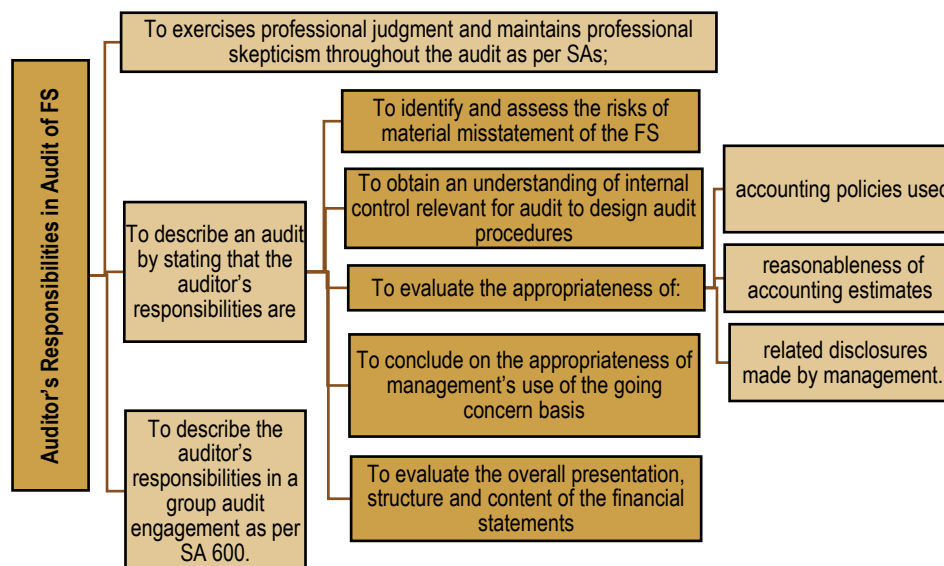 Auditor's Responsibilities in Audit of FS
To exercises professional judgment and maintains professional
skepticism throughout the audit as per SAs;
To describe an audit
by stating that the
auditor's
responsibilities are
To identify and assess the risks of
material misstatement of the FS
To obtain an understanding of internal
control relevant for audit to design audit
procedures
To evaluate the appropriateness of:
accounting policies used
reasonableness of
accounting estimates
related disclosures
made by management.
To conclude on the appropriateness of
management's use of the going
concern basis
To evaluate the overall presentation,
structure and content of the financial
statements
To describe the
auditor's
responsibilities in a
group audit
engagement as per
SA 600.